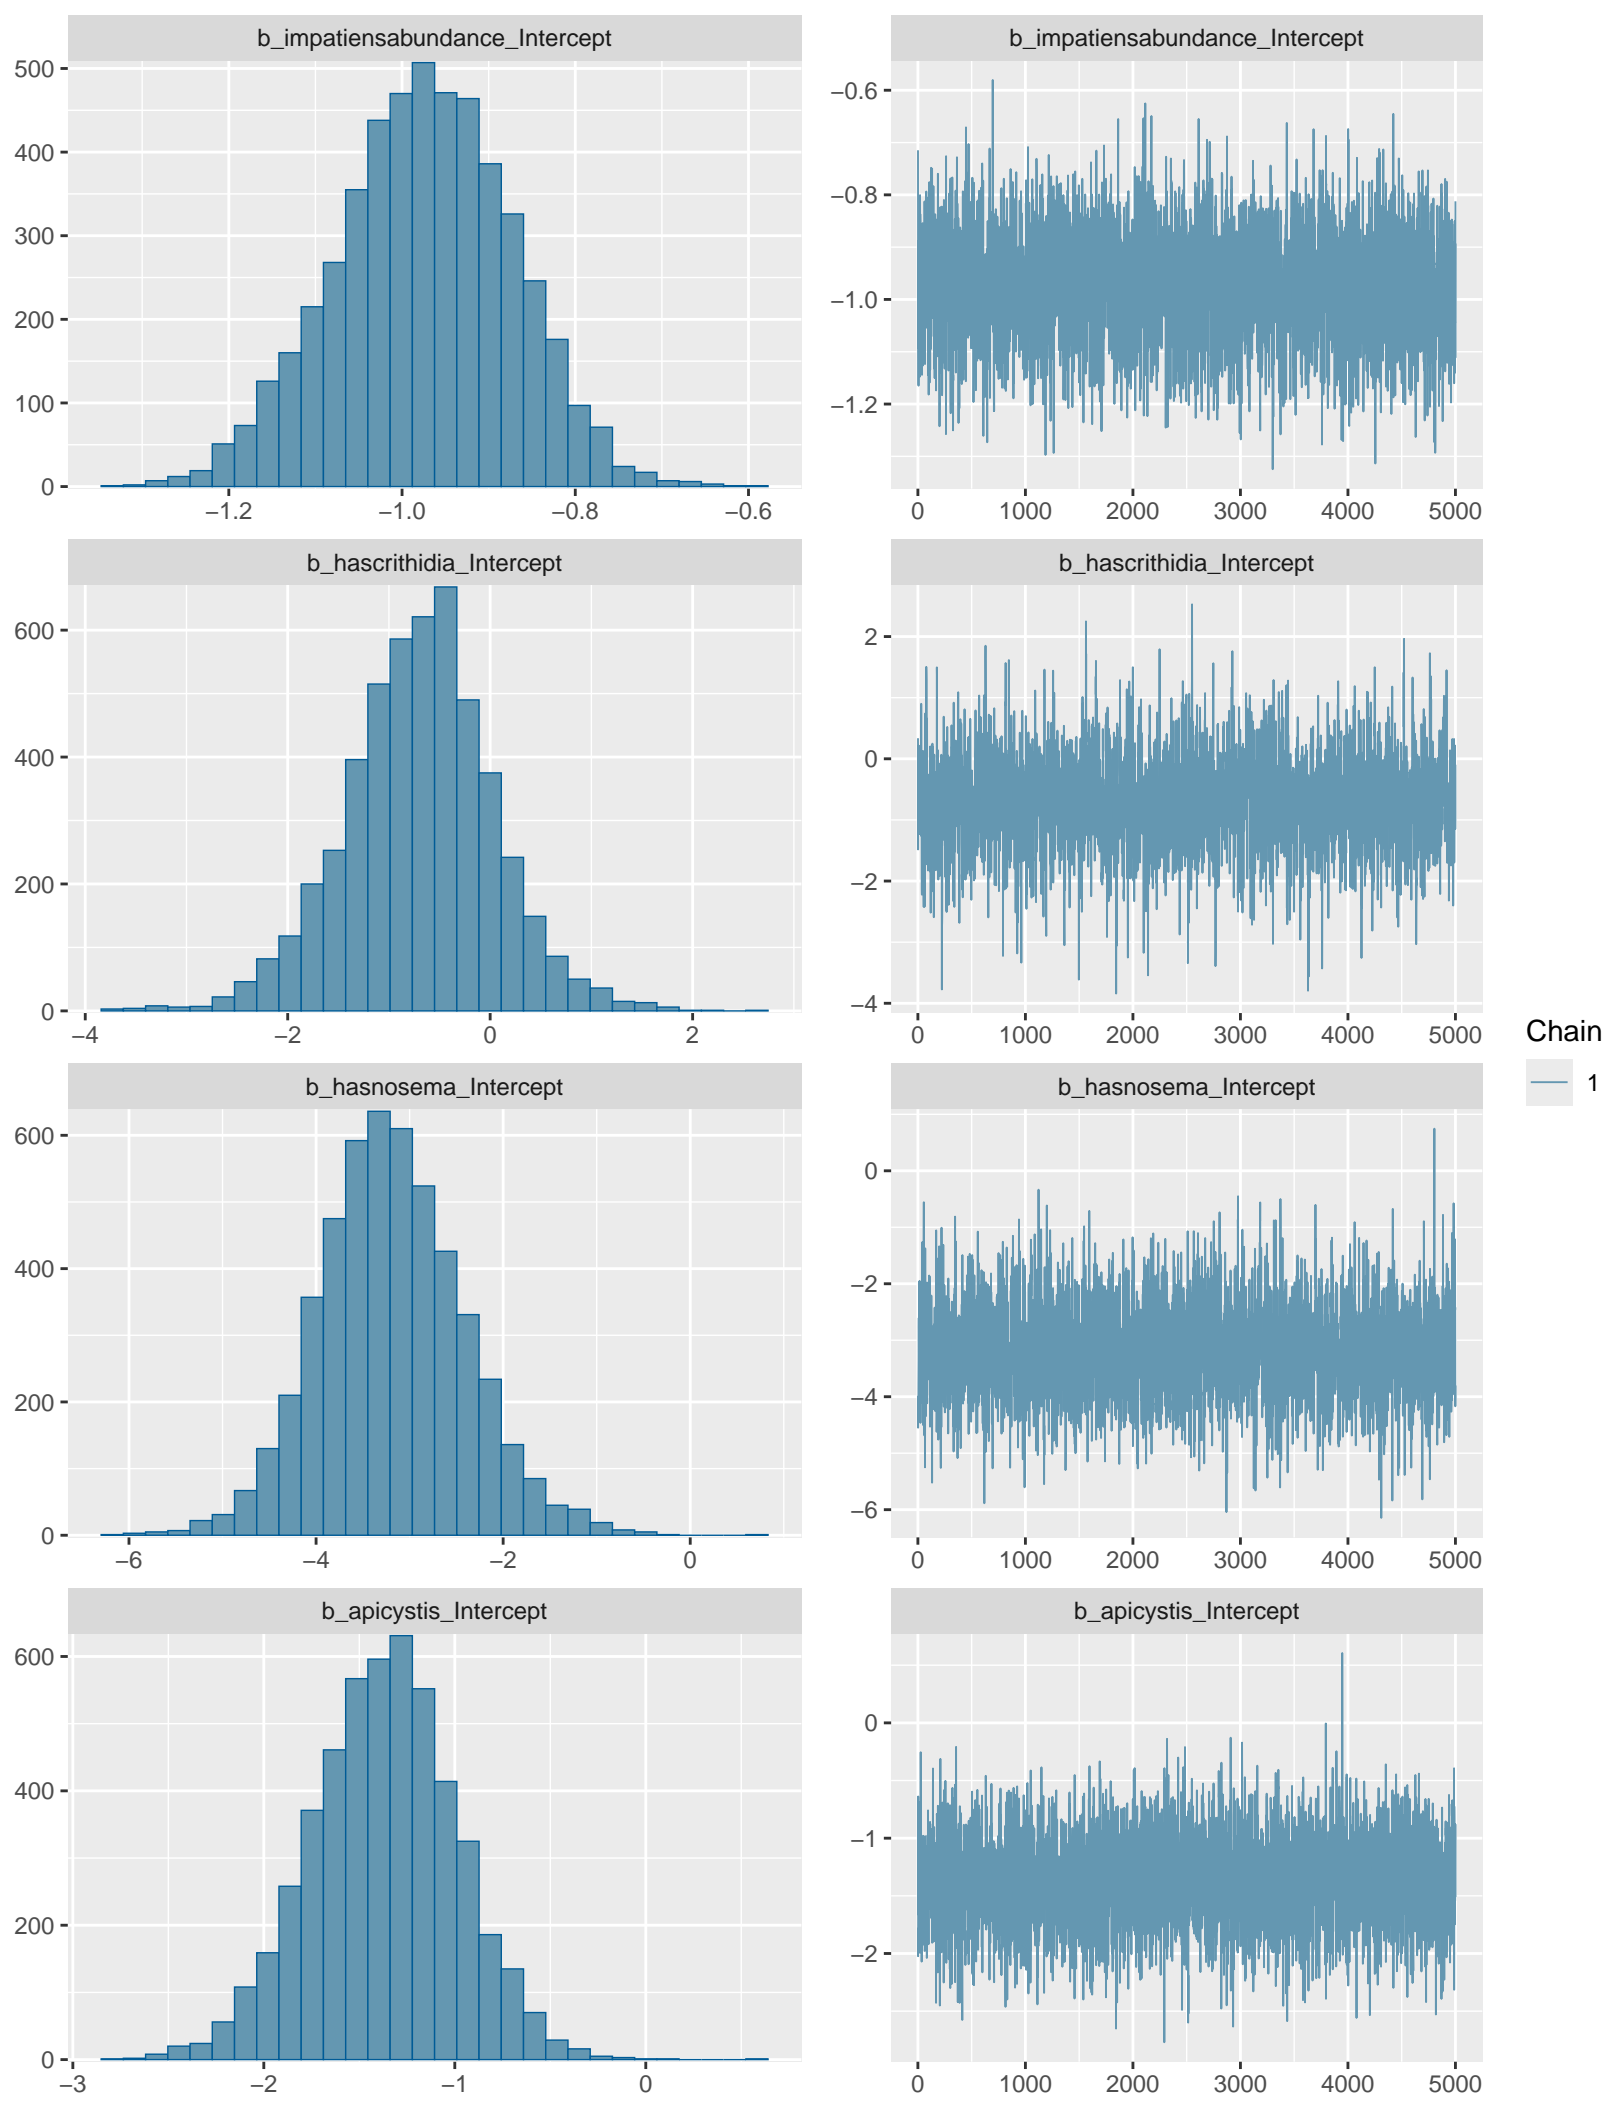 b_impatiensabundance_Intercept
b_impatiensabundance_Intercept
500
400
300
200
100
0
−1.2 −1.0 −0.8 −0.6
−0.6
−0.8
−1.0
−1.2
0 1000 2000 3000 4000 5000
b_hascrithidia_Intercept
b_hascrithidia_Intercept
600
400
200
0
−4 −2 0 2
2
0
−2
−4
0 1000 2000 3000 4000 5000
Chain
1
b_hasnosema_Intercept
b_hasnosema_Intercept
600
400
200
0
−6 −4 −2 0
0
−2
−4
−6
0 1000 2000 3000 4000 5000
b_apicystis_Intercept
b_apicystis_Intercept
600
400
200
0
−3 −2 −1 0
0
−1
−2
0 1000 2000 3000 4000 5000